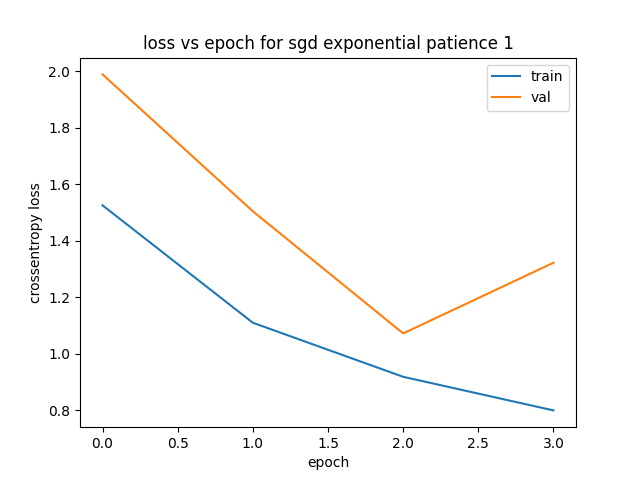 loss vs epoch for sgd exponential patience 1
train
val
crossentropy loss
2.0
1.8
1.6
1.4
1.2
1.0
0.8
0.0 0.5 1.0 1.5 2.0 2.5 3.0
epoch